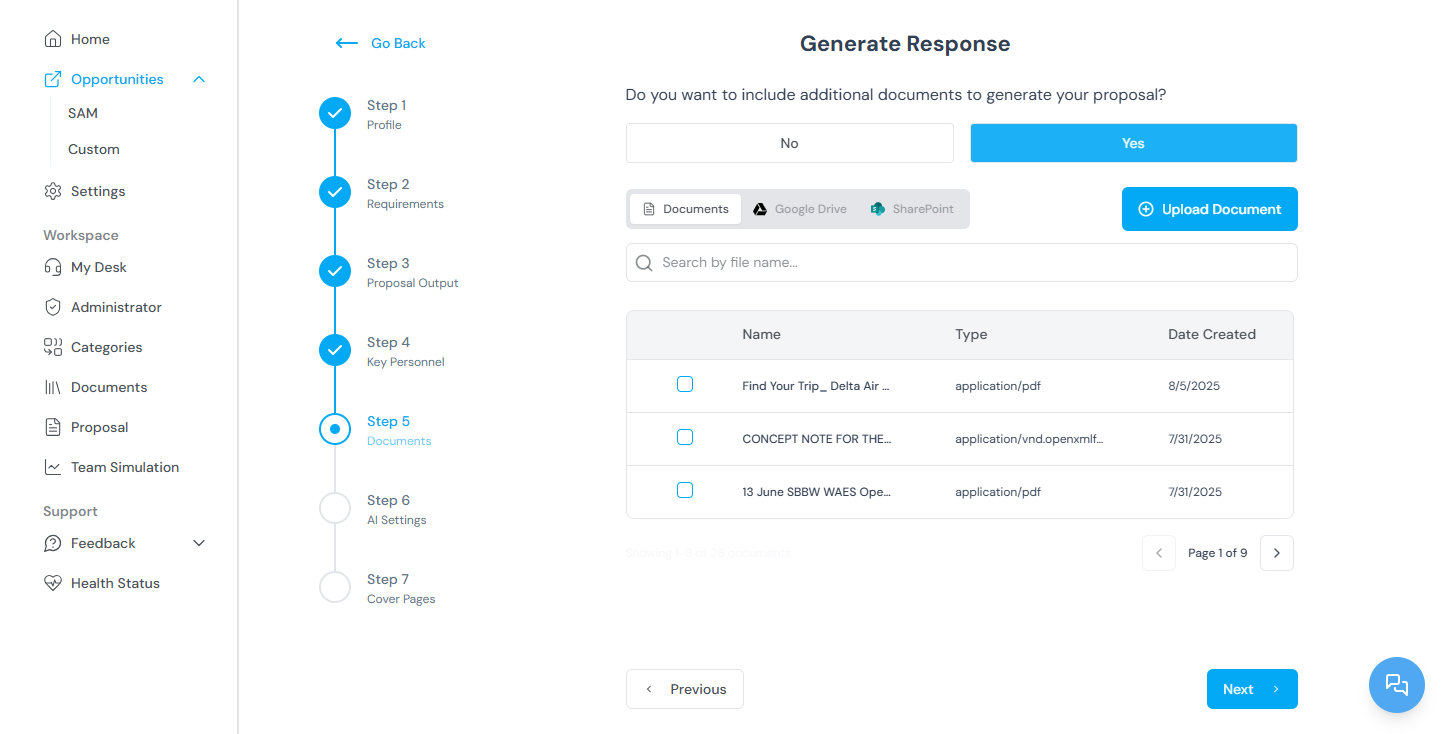 Home
Opportunities
SAM
Custom
Settings
Workspace
My Desk
Administrator
Categories
Documents
Proposal
Team Simulation
Support
Feedback
Health Status
Go Back
Step 1
Profile
Step 2
Requirements
Step 3
Proposal Output
Step 4
Key Personnel
Step 5
Documents
Step 6
AI Settings
Step 7
Cover Pages
Generate Response
Do you want to include additional documents to generate your proposal?
No Yes
Documents Google Drive SharePoint Upload Document
Search by file name...
Name Type Date Created
Find Your Trip_ Delta Air ... application/pdf 8/5/2025
CONCEPT NOTE FOR THE... application/vnd.openxmlf... 7/31/2025
13 June SBBW WAES Ope... application/pdf 7/31/2025
Showing 1-3 of 26 documents Page 1 of 9
Previous Next